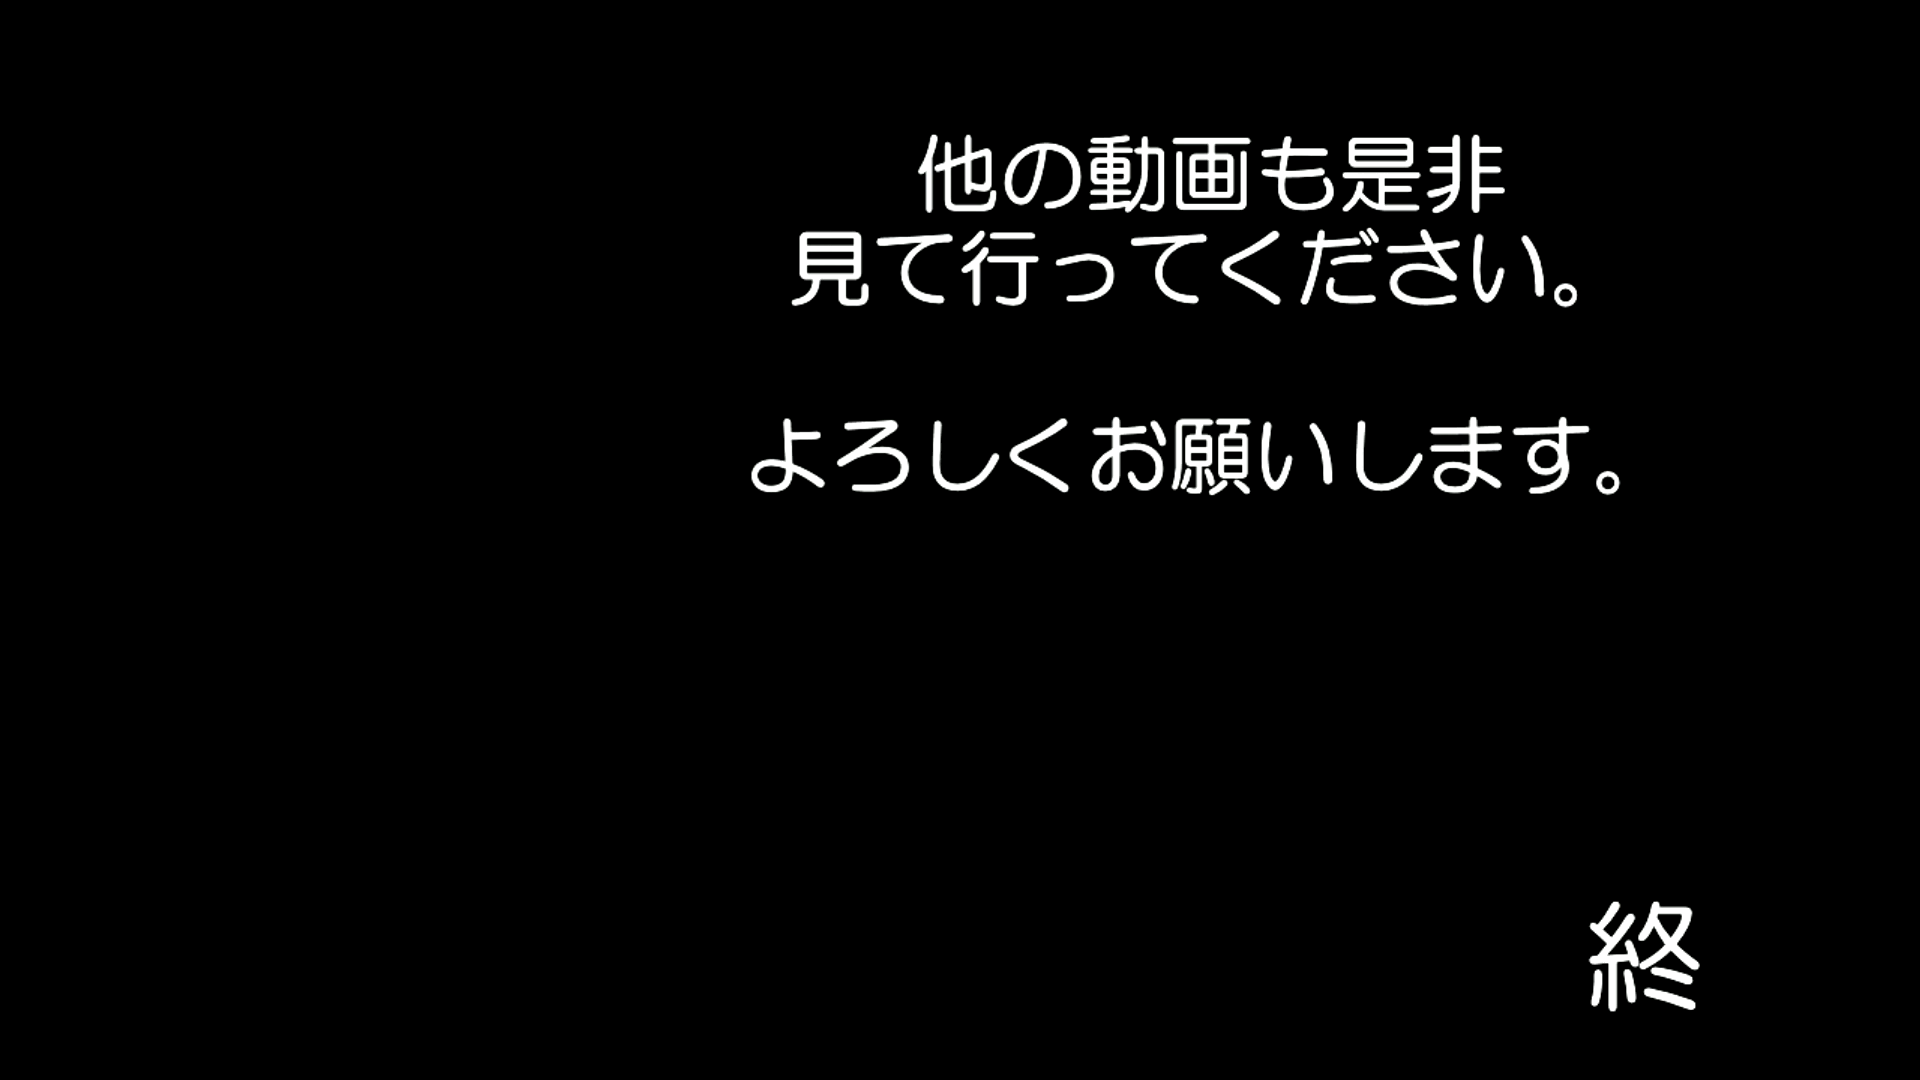 他の動画も是非
見て行ってください。
よろしくお願いします。
終